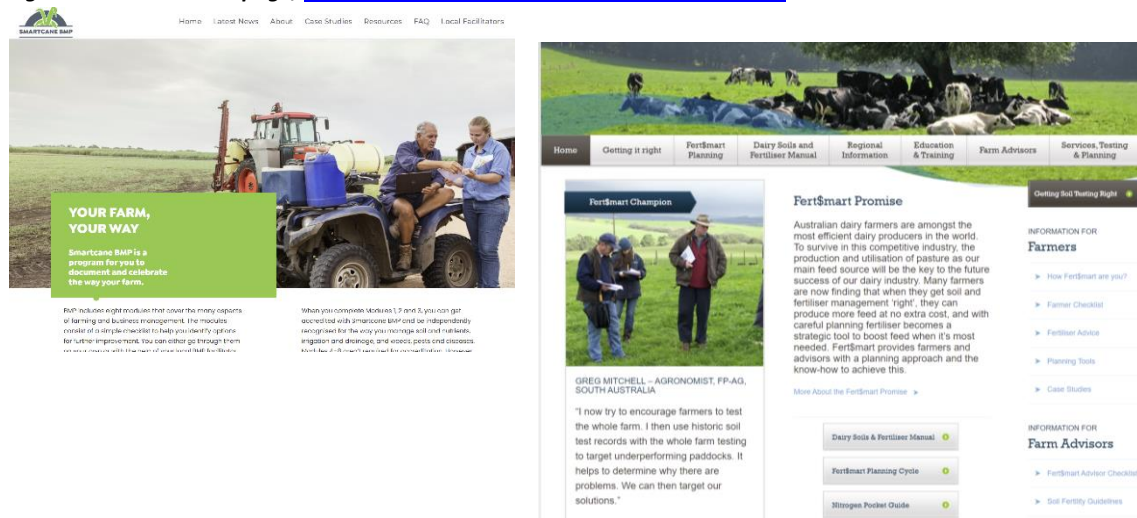 SMARTCANE BMP
Home Latest News About Case Studies Resources FAQ Local Facilitators
YOUR FARM,
YOUR WAY
Smartcane BMP is a
program for you to
document and celebrate
the way your farm.
BMP includes eight modules that cover the many aspects
of farming and business management. The modules
consist of a simple checklist to help you identify options
for further improvement. You can either go through them
When you complete Modules 1, 2 and 3, you can get
accredited with Smartcane BMP and be independently
recognised for the way you manage soil and nutrients,
irrigation and drainage, and weeds, pests and diseases.
Home
Getting it right
Fert$mart
Planning
Dairy Soils and
Fertiliser Manual
Regional
Information
Education
& Training
Farm Advisors
Services, Testing
& Planning
Fert$mart Champion
GREG MITCHELL – AGRONOMIST, FP-AG,
SOUTH AUSTRALIA
"I now try to encourage farmers to test
the whole farm. I then use historic soil
test records with the whole farm testing
to target underperforming paddocks. It
helps to determine why there are
problems. We can then target our
solutions."
Fert$mart Promise
Australian dairy farmers are amongst the
most efficient dairy producers in the world.
To survive in this competitive industry, the
production and utilisation of pasture as our
main feed source will be the key to the future
success of our dairy industry. Many farmers
are now finding that when they get soil and
fertiliser management 'right', they can
produce more feed at no extra cost, and with
careful planning fertiliser becomes a
strategic tool to boost feed when it's most
needed. Fert$mart provides farmers and
advisors with a planning approach and the
know-how to achieve this.
More About the Fert$mart Promise
Dairy Soils & Fertiliser Manual
Fert$mart Planning Cycle
Nitrogen Pocket Guide
Getting Soil Testing Right
INFORMATION FOR
Farmers
How Fert$mart are you?
Farmer Checklist
Fertiliser Advice
Planning Tools
Case Studies
INFORMATION FOR
Farm Advisors
Fert$mart Advisor Checklist
Soil Fertility Guidelines